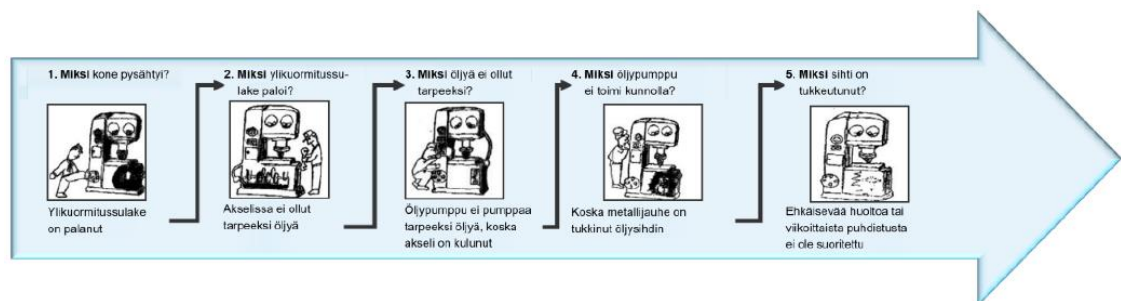 1. Miksi kone pysähtyi?
Ylikuormitussulake
on palanut
2. Miksi ylikuormitussu-
lake paloi?
Akselissa ei ollut
tarpeeksi öljyä
3. Miksi öljyä ei ollut
tarpeeksi?
Öljypumppu ei pumppaa
tarpeeksi öljyä, koska
akseli on kulunut
4. Miksi öljypumppu
ei toimi kunnolla?
Koska metallijauhe on
tukkinut öljysihdin
5. Miksi sihti on
tukkeutunut?
Ehkäisevää huoltoa tai
viikoittaista puhdistusta
ei ole suoritettu